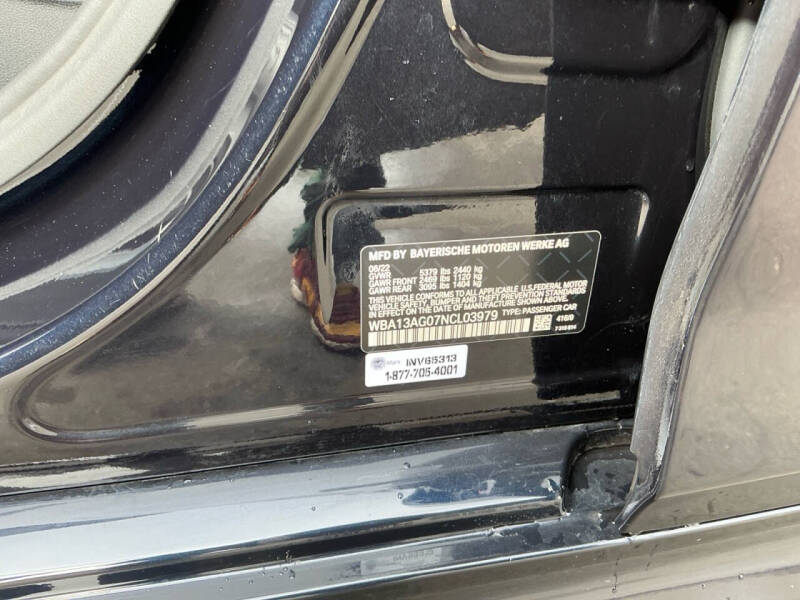 MFD BY BAYERISCHE MOTOREN WERKE AG
06/22
GVWR 5379 lbs 2440 kg
GAWR FRONT 2469 lbs 1120 kg
GAWR REAR 3095 lbs 1404 kg
THIS VEHICLE CONFORMS TO ALL APPLICABLE U.S. FEDERAL MOTOR
VEHICLE SAFETY, BUMPER AND THEFT PREVENTION STANDARDS
IN EFFECT ON THE DATE OF MANUFACTURE SHOWN ABOVE.
WBA13AG07NCL03979 TYPE: PASSENGER CAR
416/9
INV65313
1-877-705-4001